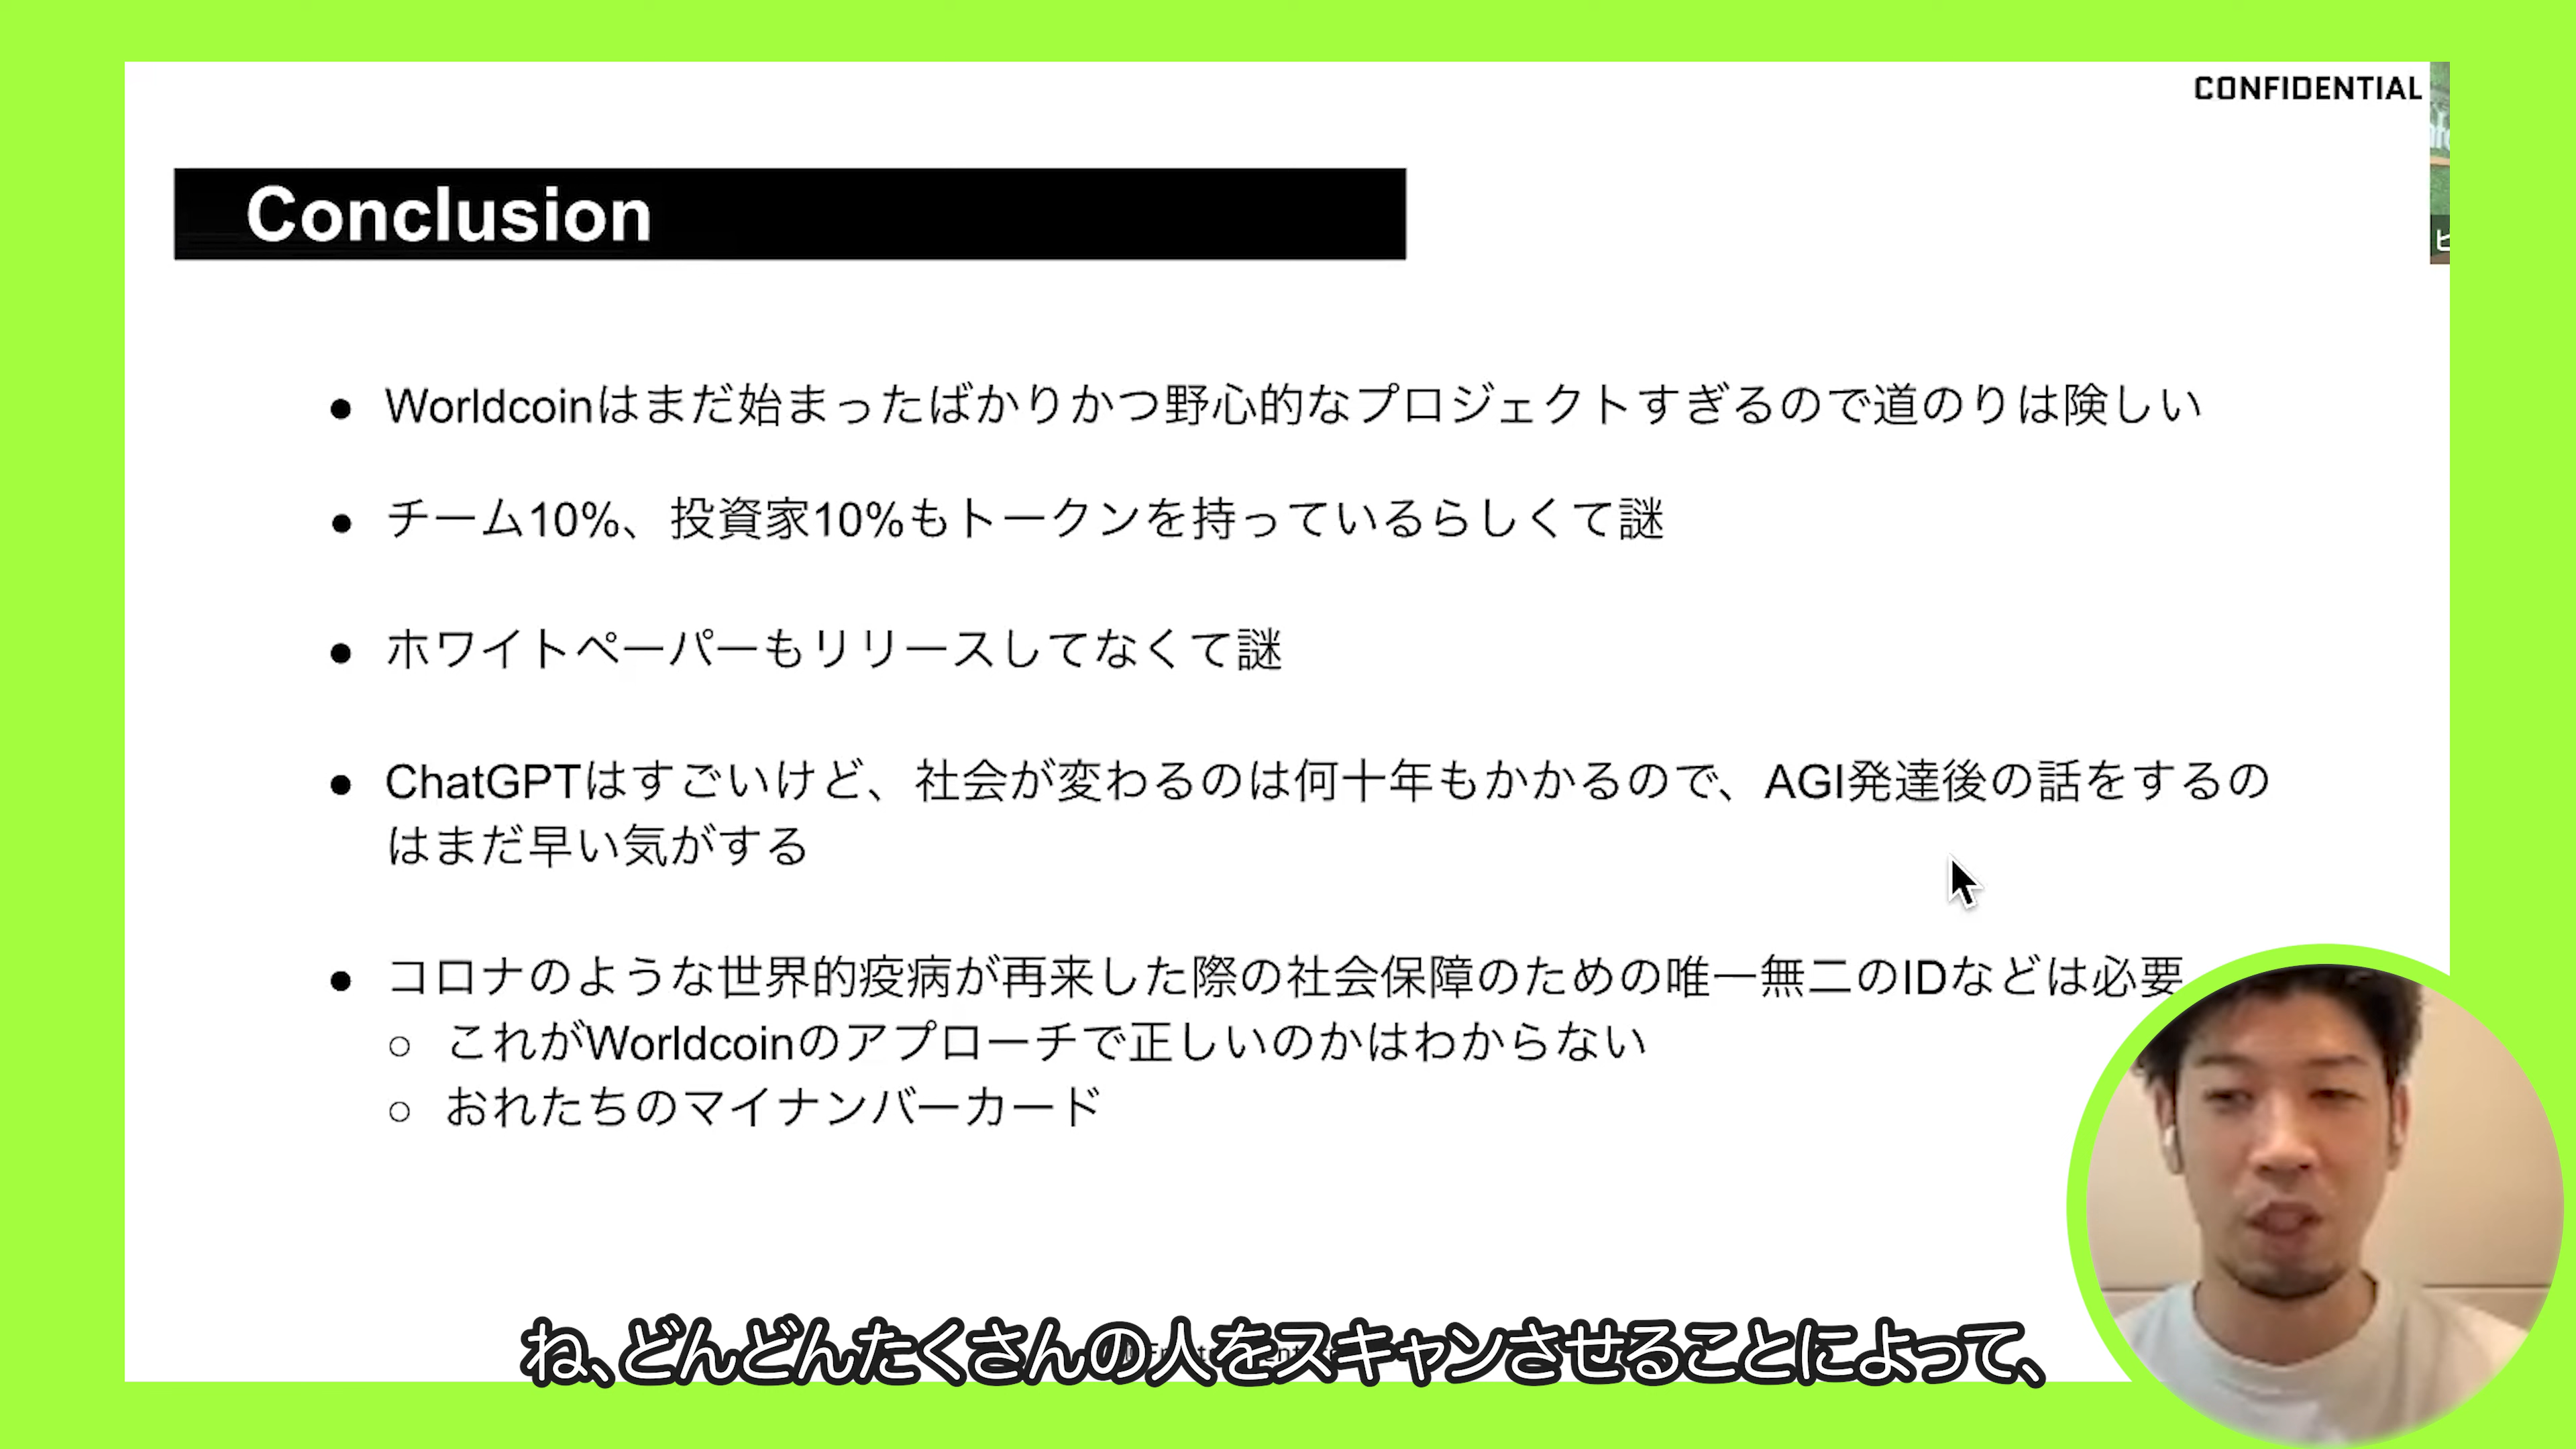 CONFIDENTIAL
Conclusion
● Worldcoinはまだ始まったばかりかつ野心的なプロジェクトすぎるので道のりは険しい
● チーム10%、投資家10%もトークンを持っているらしくて謎
● ホワイトペーパーもリリースしてなくて謎
● ChatGPTはすごいけど、社会が変わるのは何十年もかかるので、AGI発達後の話をするの
はまだ早い気がする
● コロナのような世界的疫病が再来した際の社会保障のための唯一無二のIDなどは必要
○ これがWorldcoinのアプローチで正しいのかはわからない
○ おれたちのマイナンバーカード
ね、どんどんたくさんの人をスキャンさせることによって、